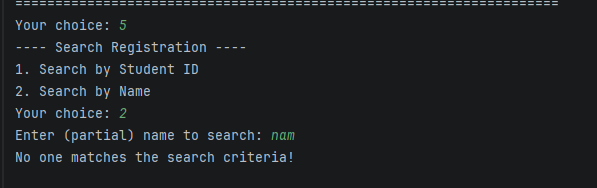 ====================================================================
Your choice: 5
---- Search Registration ----
1. Search by Student ID
2. Search by Name
Your choice: 2
Enter (partial) name to search: nam
No one matches the search criteria!